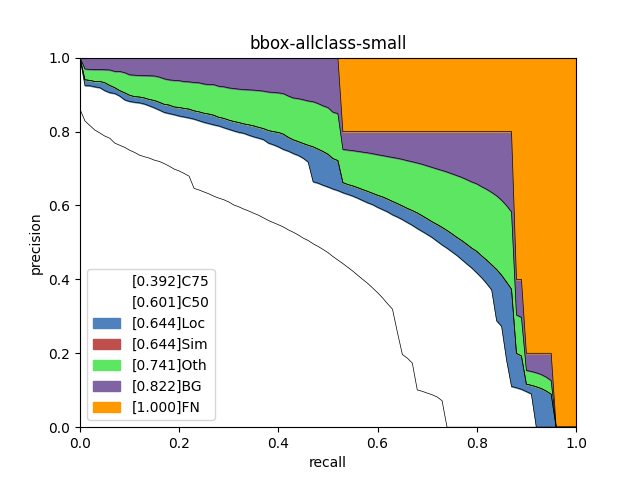 bbox-allclass-small
precision
1.0
0.8
0.6
0.4
0.2
0.0
[0.392]C75
[0.601]C50
[0.644]Loc
[0.644]Sim
[0.741]Oth
[0.822]BG
[1.000]FN
0.0 0.2 0.4 0.6 0.8 1.0
recall